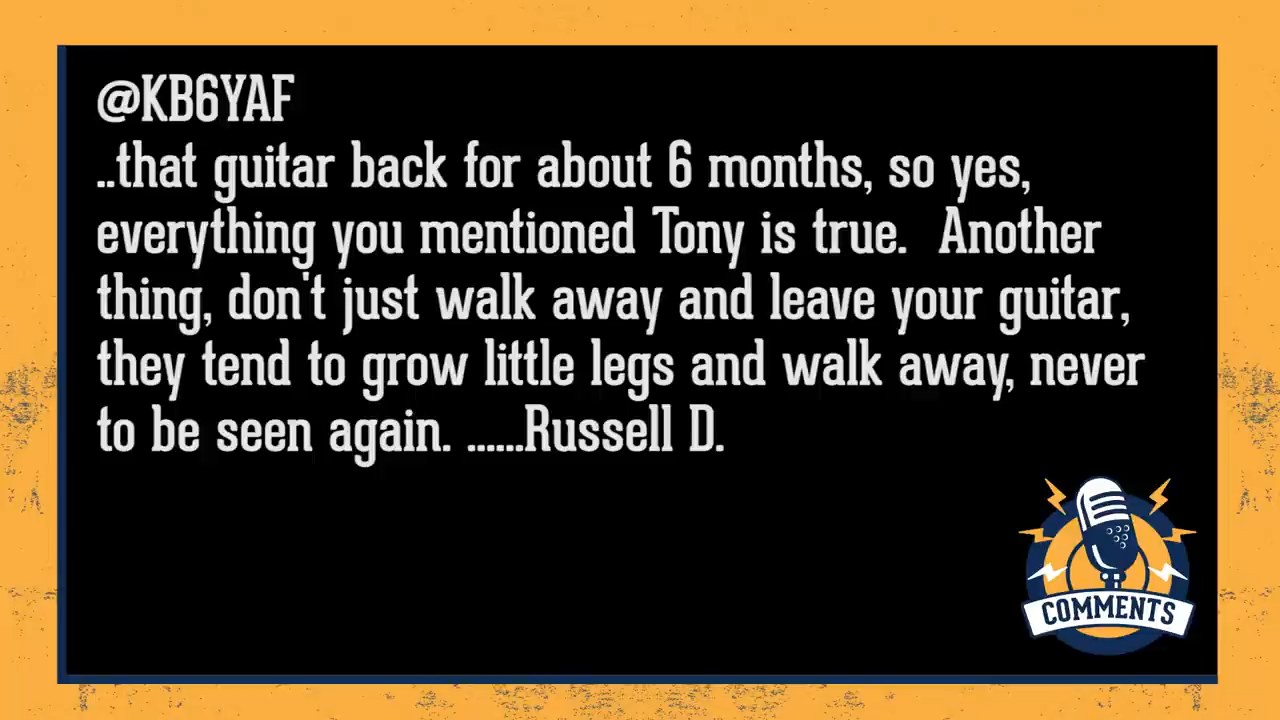 @KB6YAF
..that guitar back for about 6 months, so yes,
everything you mentioned Tony is true.  Another
thing, don't just walk away and leave your guitar,
they tend to grow little legs and walk away, never
to be seen again. ......Russell D.
COMMENTS